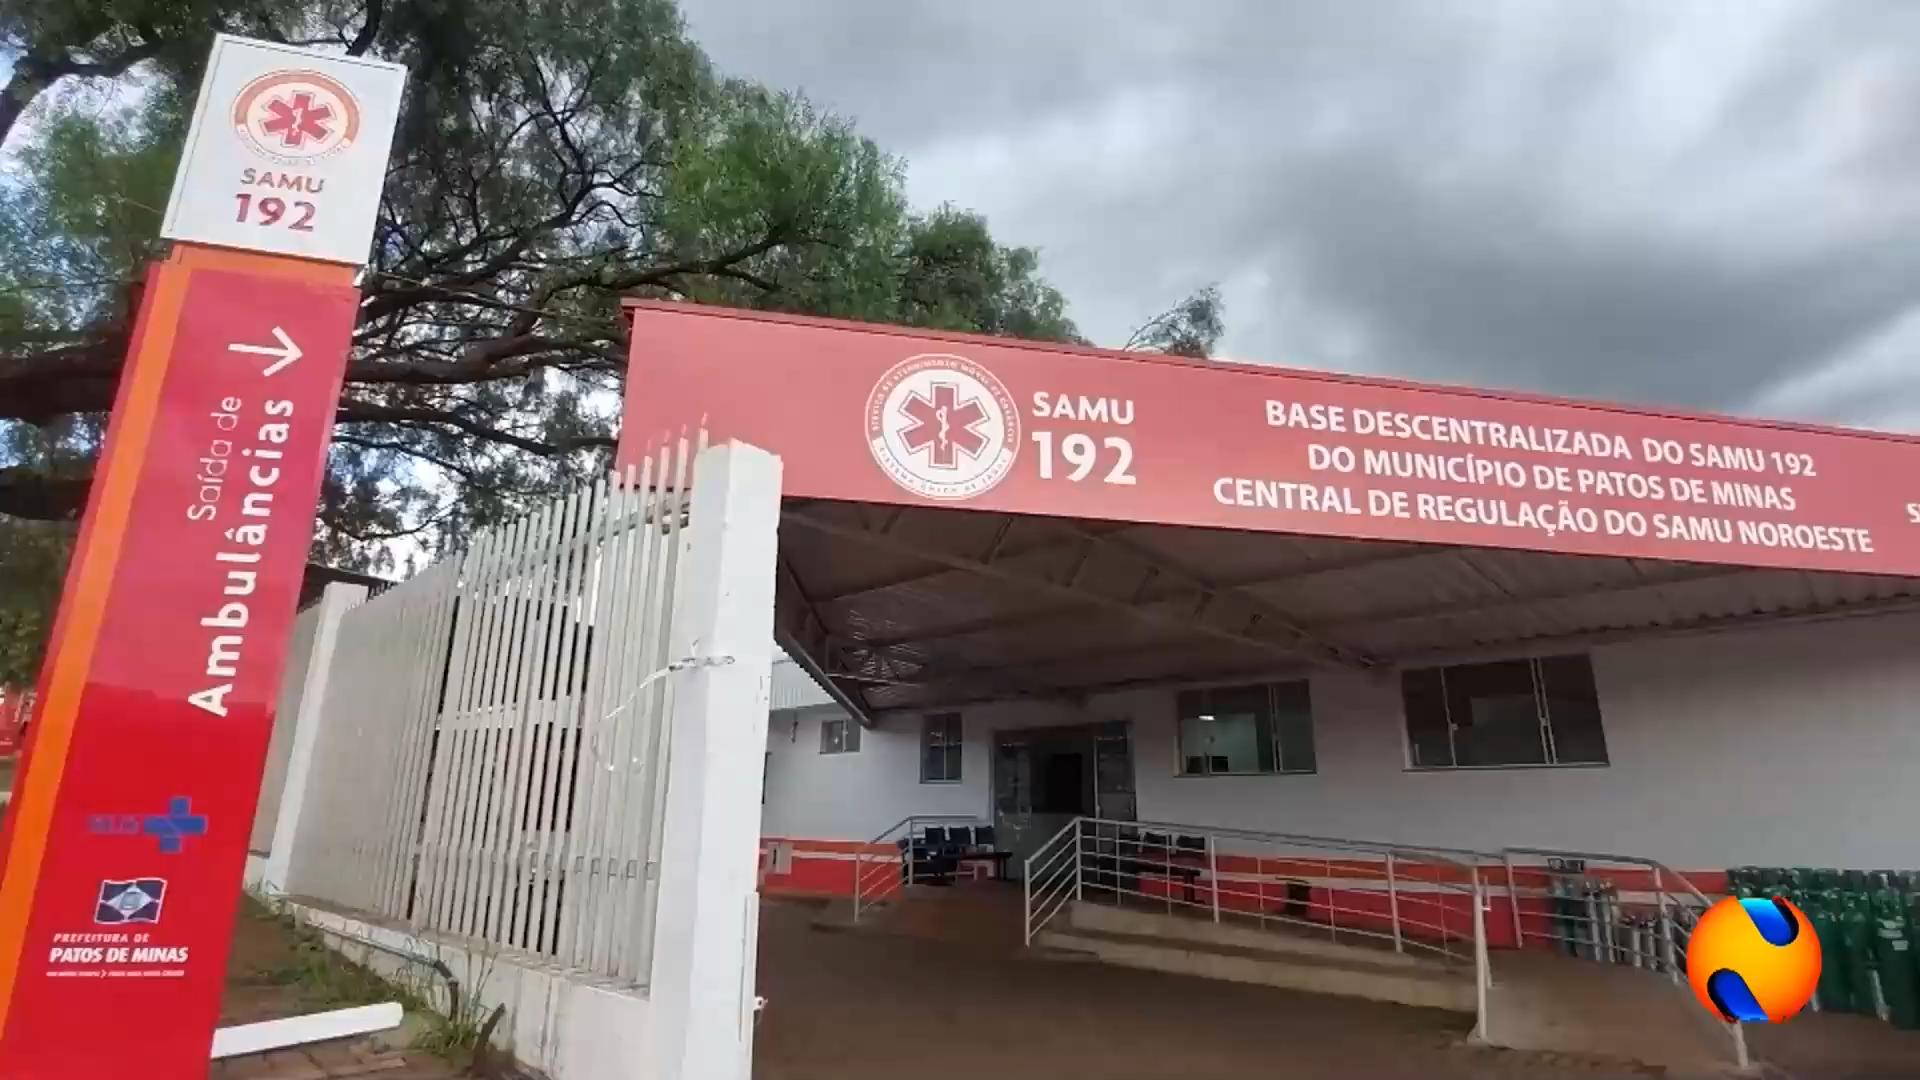 SAMU
192
Saída de
Ambulâncias
PREFEITURA DE
PATOS DE MINAS
SAMU
192
BASE DESCENTRALIZADA DO SAMU 192
DO MUNICÍPIO DE PATOS DE MINAS
CENTRAL DE REGULAÇÃO DO SAMU NOROESTE